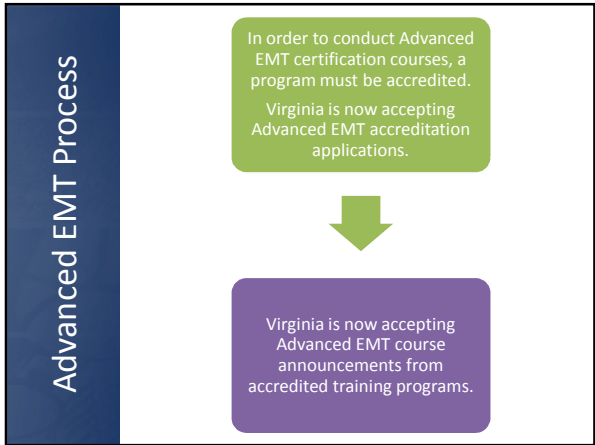 Advanced EMT Process
In order to conduct Advanced
EMT certification courses, a
program must be accredited.
Virginia is now accepting
Advanced EMT accreditation
applications.
Virginia is now accepting
Advanced EMT course
announcements from
accredited training programs.